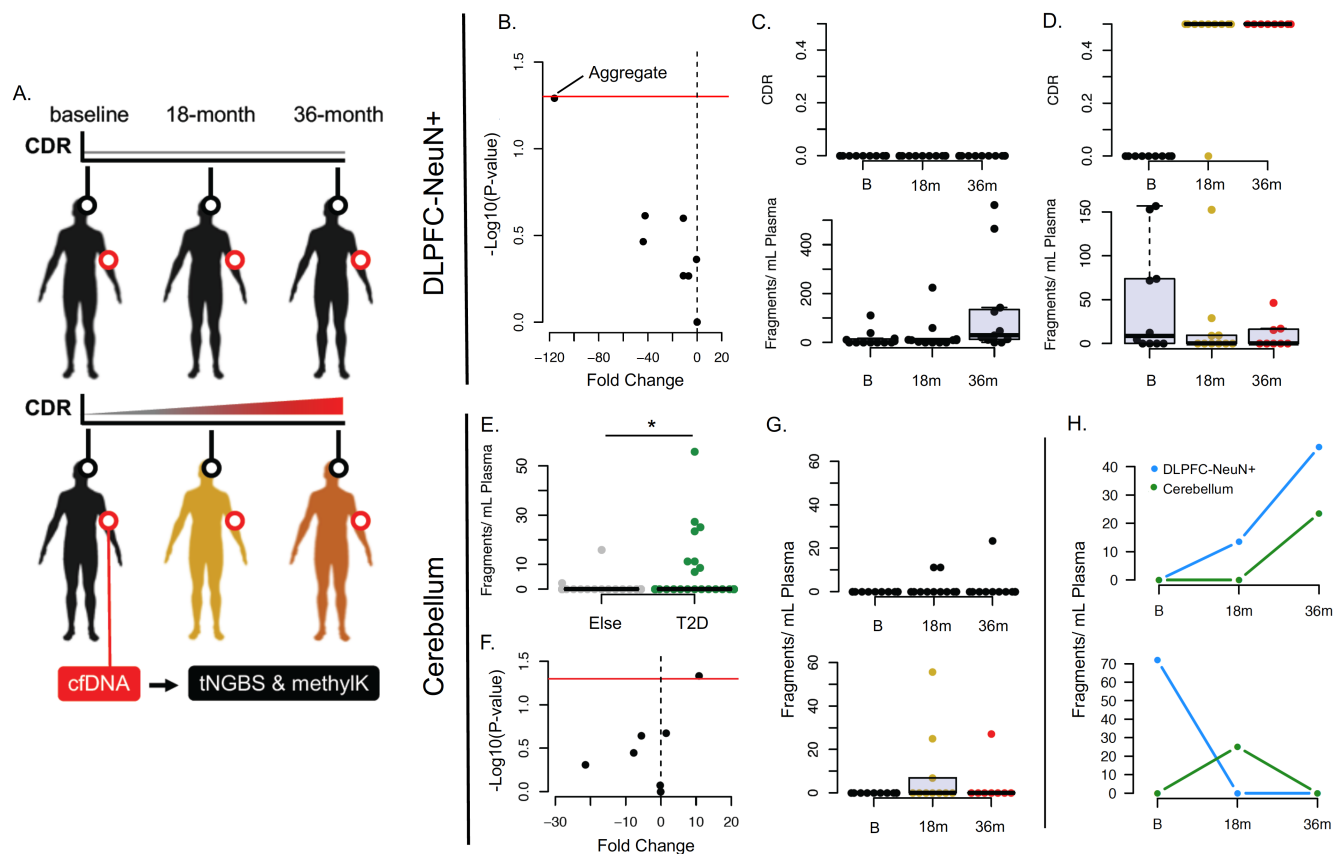 A.
baseline 18-month 36-month
CDR
CDR
cfDNA
tNGBS & methylK
DLPFC-NeuN+
Cerebellum
B.
Aggregate
-Log10(P-value)
0.0 0.5 1.0 1.5
-120 -80 -40 0 20
Fold Change
C.
CDR
0.0 0.2 0.4
B 18m 36m
Fragments/ mL Plasma
0 100 200 400
B 18m 36m
D.
CDR
0.0 0.2 0.4
B 18m 36m
Fragments/ mL Plasma
0 50 100 150
B 18m 36m
E.
*
Fragments/ mL Plasma
0 10 30 50
Else T2D
F.
-Log10(P-value)
0.0 0.5 1.0 1.5
−30 −20 −10 0 10 20
Fold Change
G.
Fragments/ mL Plasma
0 20 40 60
B 18m 36m
0 20 40 60
B 18m 36m
H.
DLPFC-NeuN+
Cerebellum
Fragments/ mL Plasma
0 10 20 30 40
B 18m 36m
0 10 20 30 40 50 60 70
B 18m 36m